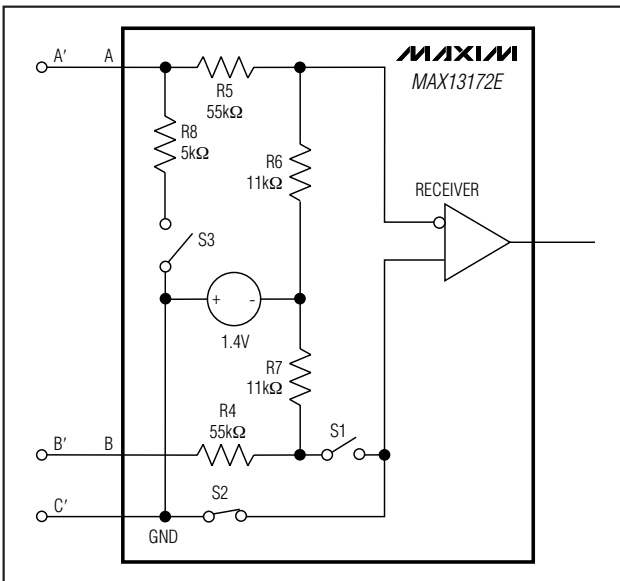 MAXIM
MAX13172E
A'
A
R5
55kΩ
R8
5kΩ
R6
11kΩ
RECEIVER
S3
+
-
1.4V
R7
11kΩ
R4
55kΩ
S1
B'
B
S2
C'
GND